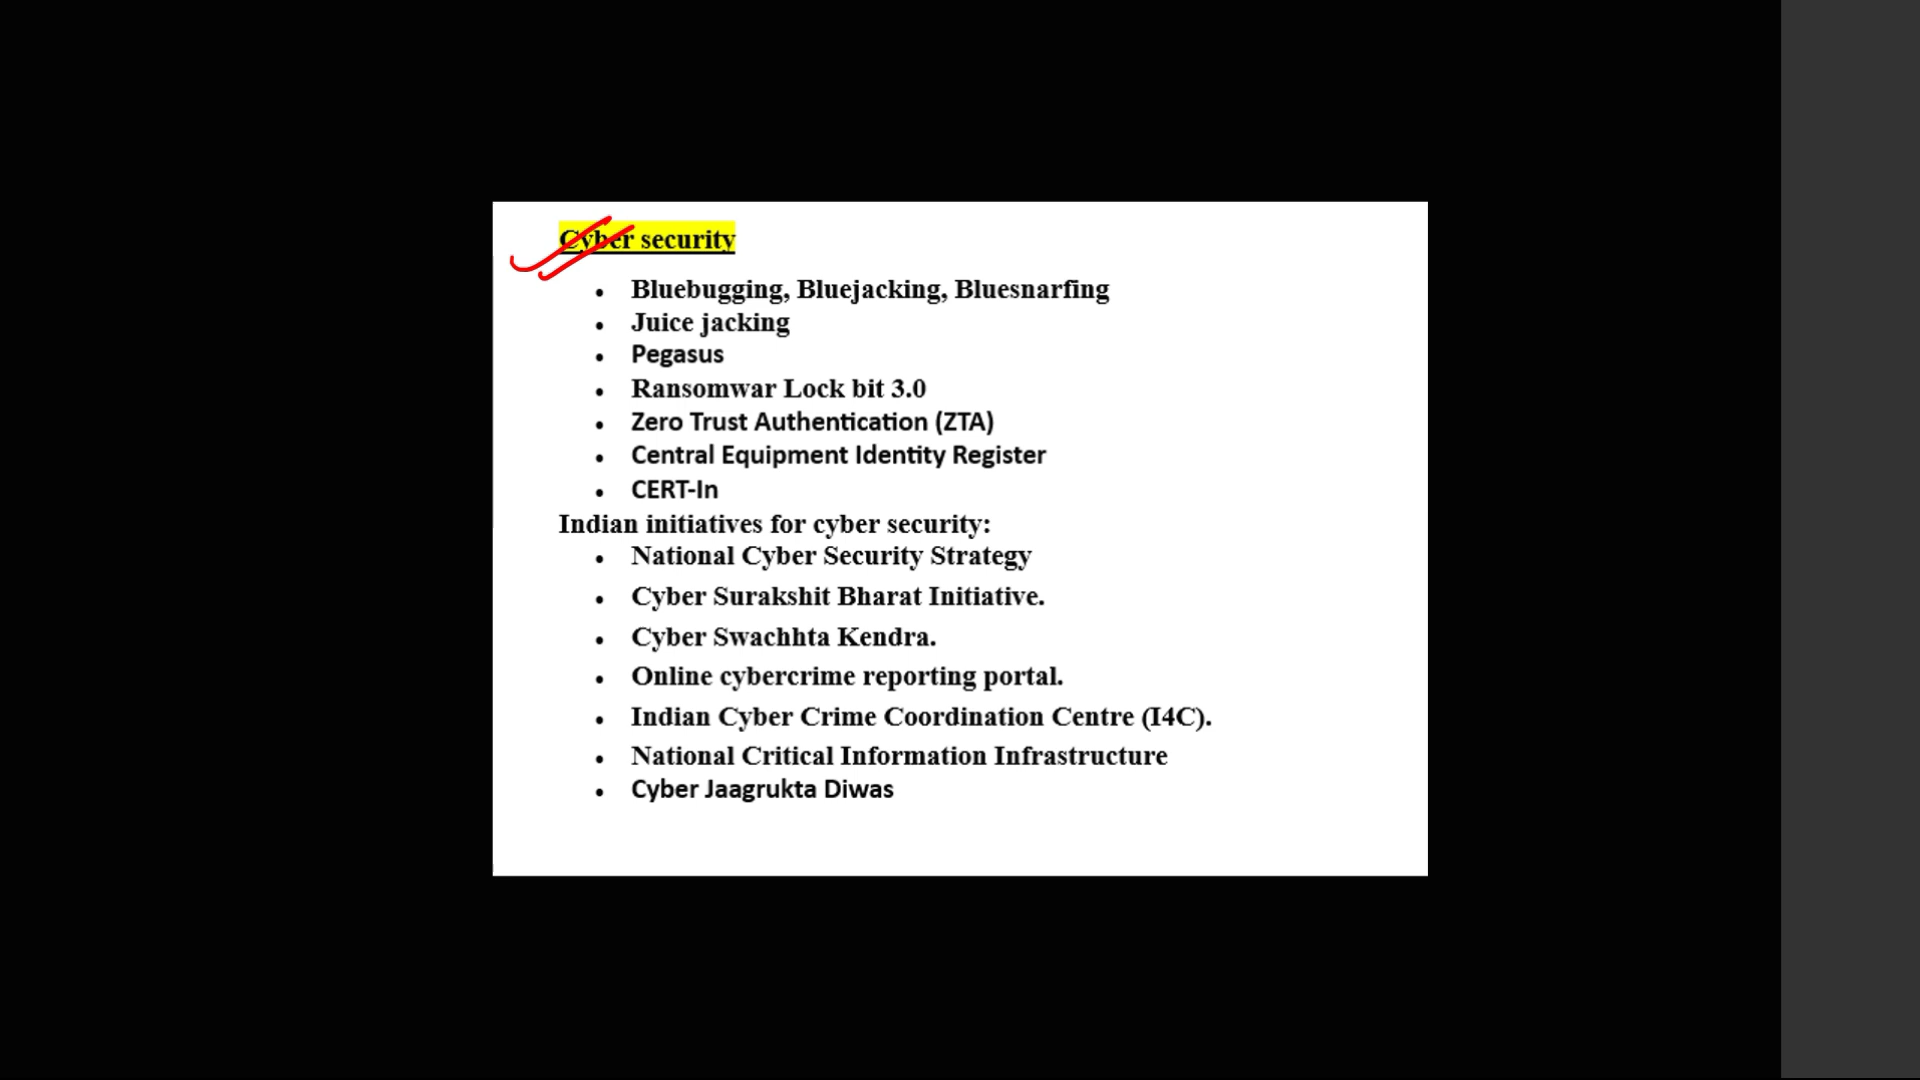 Cyber security
• Bluebugging, Bluejacking, Bluesnarfing
• Juice jacking
• Pegasus
• Ransomwar Lock bit 3.0
• Zero Trust Authentication (ZTA)
• Central Equipment Identity Register
• CERT-In
Indian initiatives for cyber security:
• National Cyber Security Strategy
• Cyber Surakshit Bharat Initiative.
• Cyber Swachhta Kendra.
• Online cybercrime reporting portal.
• Indian Cyber Crime Coordination Centre (I4C).
• National Critical Information Infrastructure
• Cyber Jaagrukta Diwas